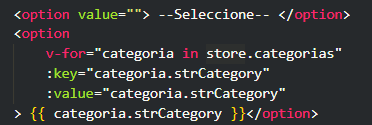 <option value=""> --Seleccione-- </option>
<option
v-for="categoria in store.categorias"
:key="categoria.strCategory"
:value="categoria.strCategory"
> {{ categoria.strCategory }}</option>